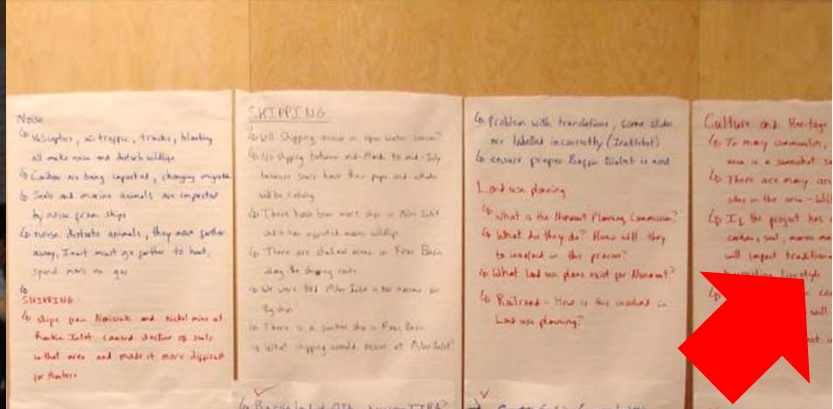 Noise
Helicopters, air traffic, trucks, blasting
all make noise and disturb wildlife
Caribou are being impacted, changing
Seals and marine animals are impacted
by noise from ships
noise disturbs animals, they move further
away, Inuit must go further to hunt,
spend more on gas
SHIPPING
ships from Nanisivik and nickel mine at
Rankin Inlet caused decline of seals
in that area and made it more difficult
for Hunters
SHIPPING
Will shipping occur in open water season?
No shipping between mid-March to mid-July
because seals have their pups and whales
will be calving
There have been more ships in Milne Inlet
and it has impacted marine wildlife
There are shallow areas in Foxe Basin
along the shipping route
We were told Milne Inlet is too narrow for
Big ships
There is a sunken ship in Foxe Basin
What shipping would occur at Milne Inlet?
Problem with translations, some slides
are labelled incorrectly (Inuktitut)
ensure proper Baffin Dialect is used
Land use planning
What is the Nunavut Planning Commission?
What do they do? How will they
be involved in this process?
What land use plans exist for Nunavut?
Railroad - How is this involved in
Land use planning?
Culture and Heritage
To many communities,
area is a
There are many
sites in the area -
If the project has
caribou, seal, marine
will impact
lifestyle
will